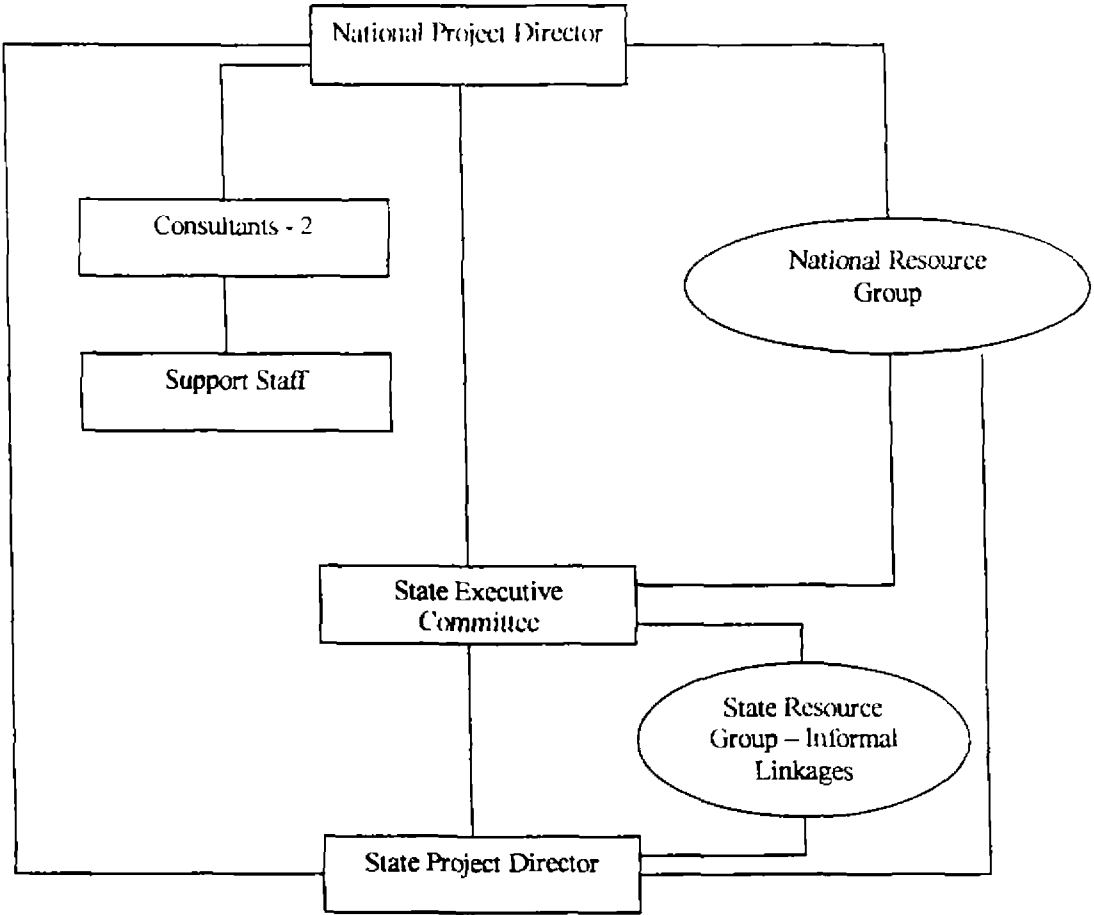 National Project Director
Consultants - 2
National Resource
Group
Support Staff
State Executive
Committee
State Resource
Group – Informal
Linkages
State Project Director